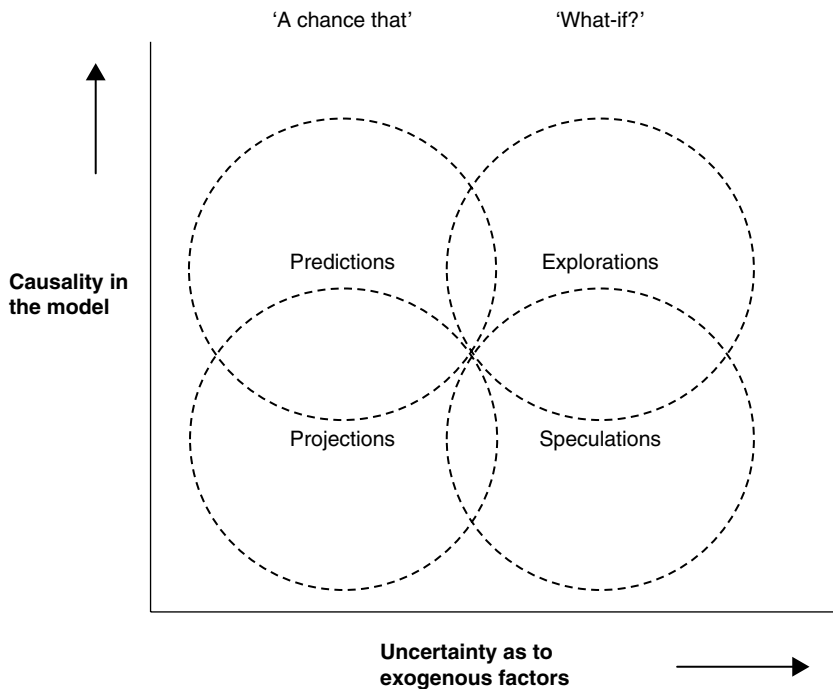 ‘A chance that’
‘What-if?’
Causality in
the model
Predictions
Explorations
Projections
Speculations
Uncertainty as to
exogenous factors